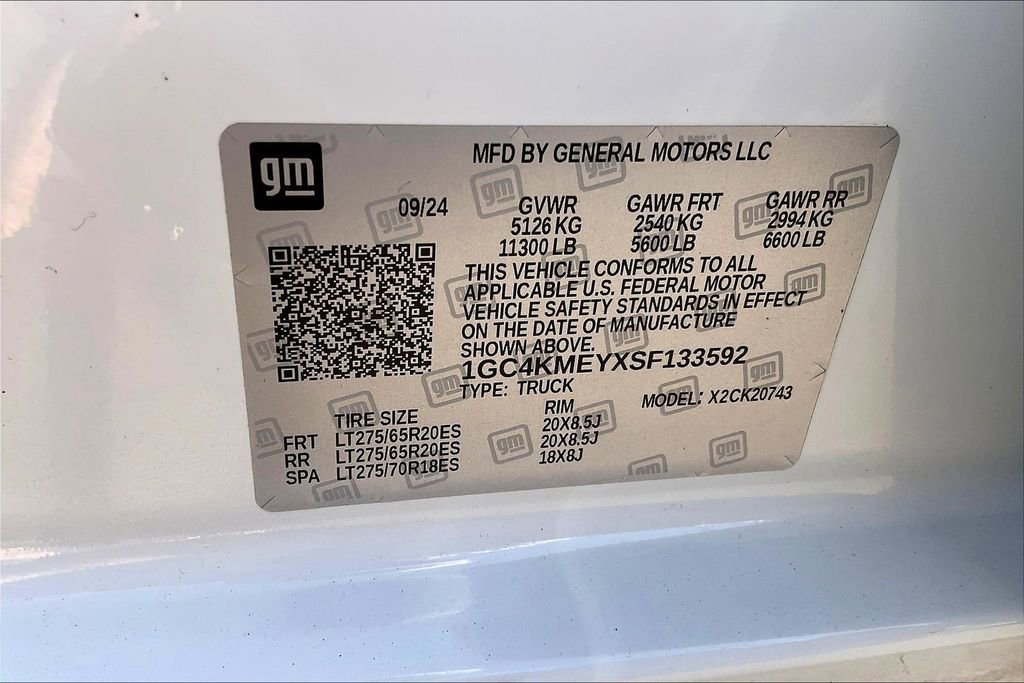 gm
MFD BY GENERAL MOTORS LLC
09/24 GVWR GAWR FRT GAWR RR
5126 KG 2540 KG 2994 KG
11300 LB 5600 LB 6600 LB
THIS VEHICLE CONFORMS TO ALL
APPLICABLE U.S. FEDERAL MOTOR
VEHICLE SAFETY STANDARDS IN EFFECT
ON THE DATE OF MANUFACTURE
SHOWN ABOVE.
1GC4KMEYXSF133592
TYPE: TRUCK MODEL: X2CK20743
TIRE SIZE RIM
FRT LT275/65R20ES 20X8.5J
RR LT275/65R20ES 20X8.5J
SPA LT275/70R18ES 18X8J